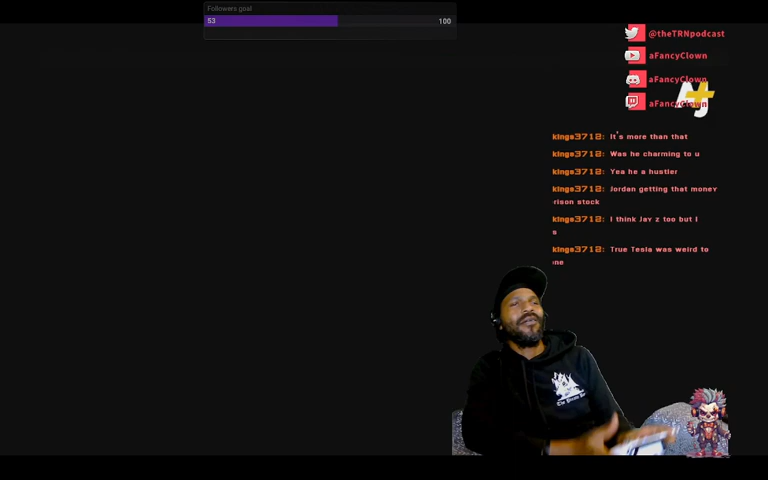 Followers goal
53
100
@theTRNpodcast
aFancyClown
aFancyClown
aFancyClown
kings3712: It's more than that
kings3712: Was he charming to u
kings3712: Yea he a hustler
kings3712: Jordan getting that money
rison stock
kings3712: I think Jay z too but I
s
kings3712: True Tesla was weird to
one